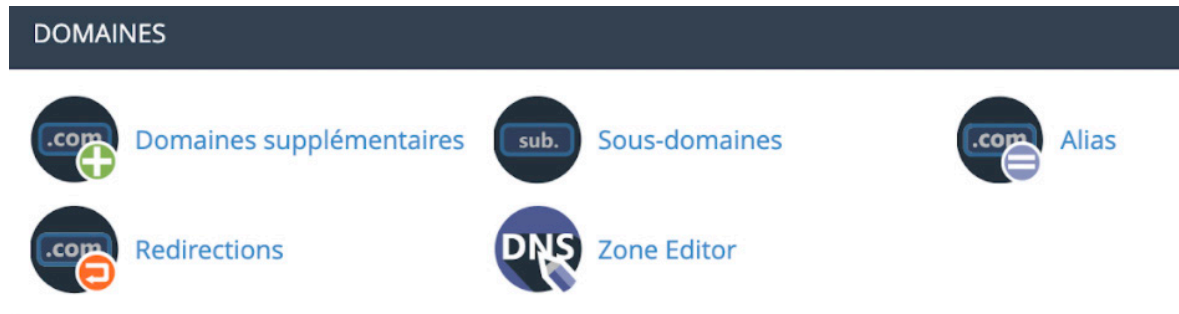 DOMAINES
.com Domaines supplémentaires
sub. Sous-domaines
.com Alias
.com Redirections
DNS Zone Editor